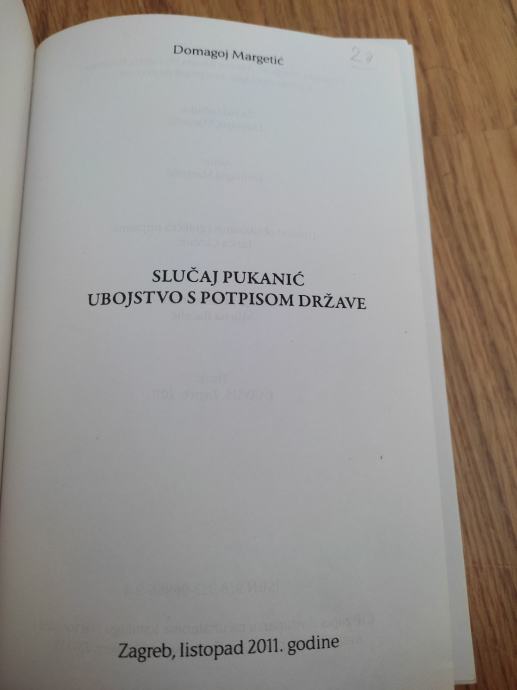 Domagoj Margetić
SLUČAJ PUKANIĆ
UBOJSTVO S POTPISOM DRŽAVE
Zagreb, listopad 2011. godine